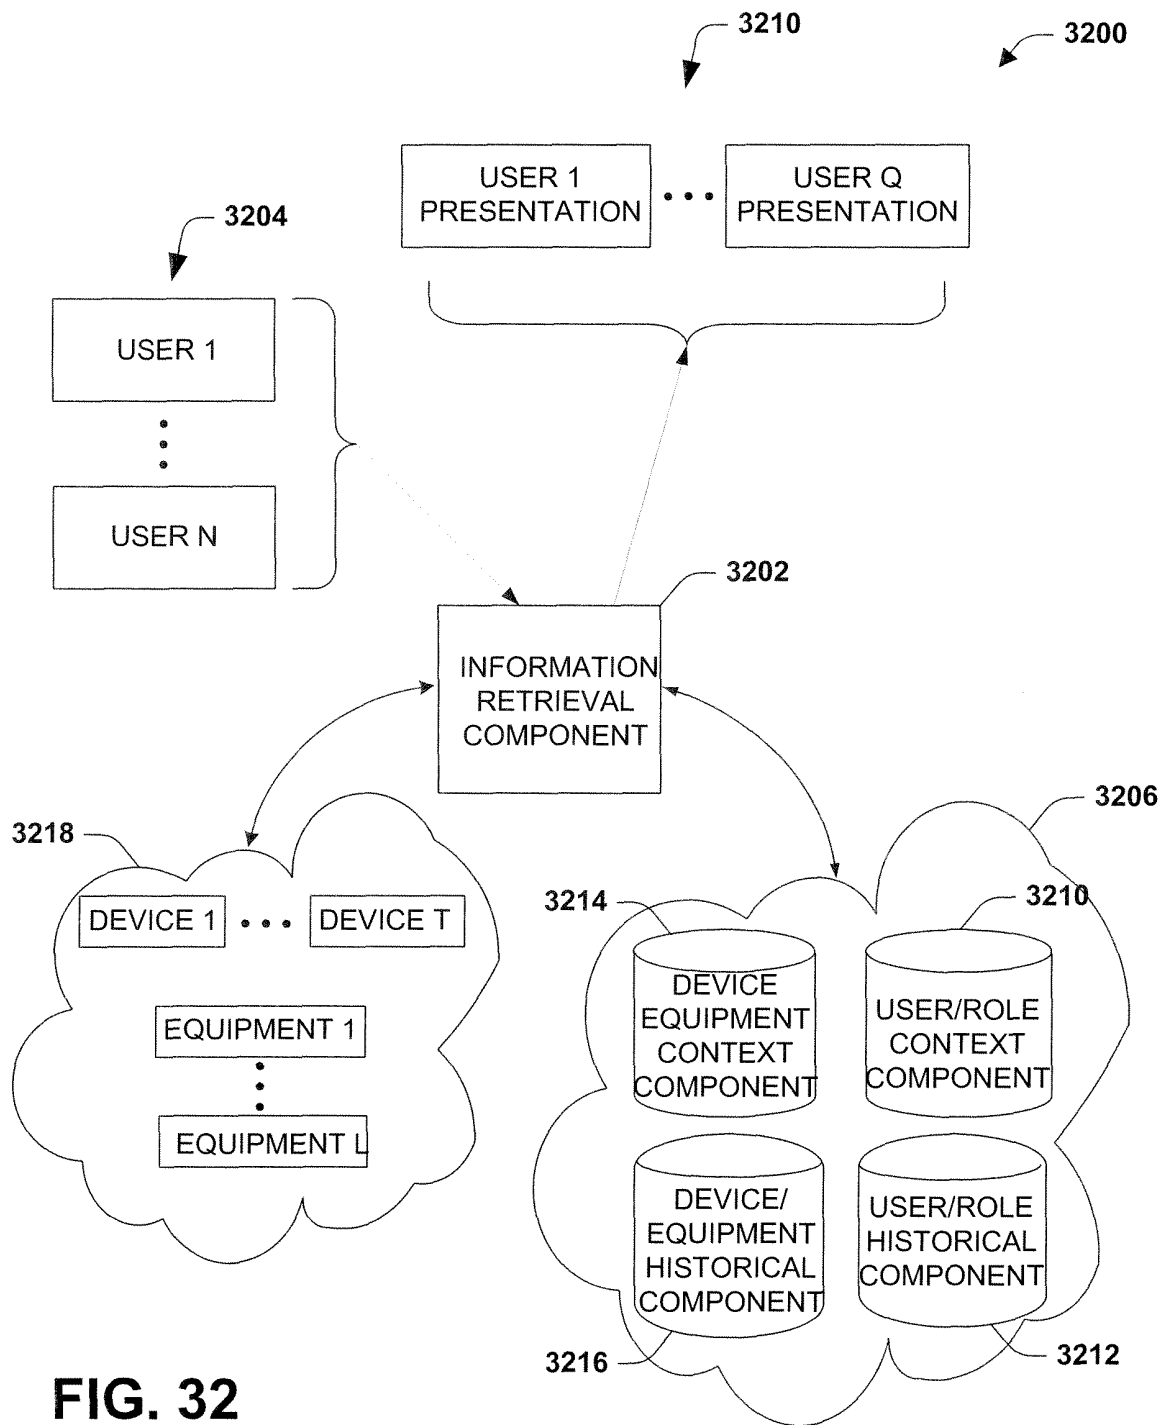 3210
3200
USER 1
PRESENTATION
USER Q
PRESENTATION
3204
USER 1
USER N
3202
INFORMATION
RETRIEVAL
COMPONENT
3206
3218
DEVICE 1
DEVICE T
EQUIPMENT 1
EQUIPMENT L
3214
3210
DEVICE
EQUIPMENT
CONTEXT
COMPONENT
USER/ROLE
CONTEXT
COMPONENT
DEVICE/
EQUIPMENT
HISTORICAL
COMPONENT
USER/ROLE
HISTORICAL
COMPONENT
3216
3212
FIG. 32